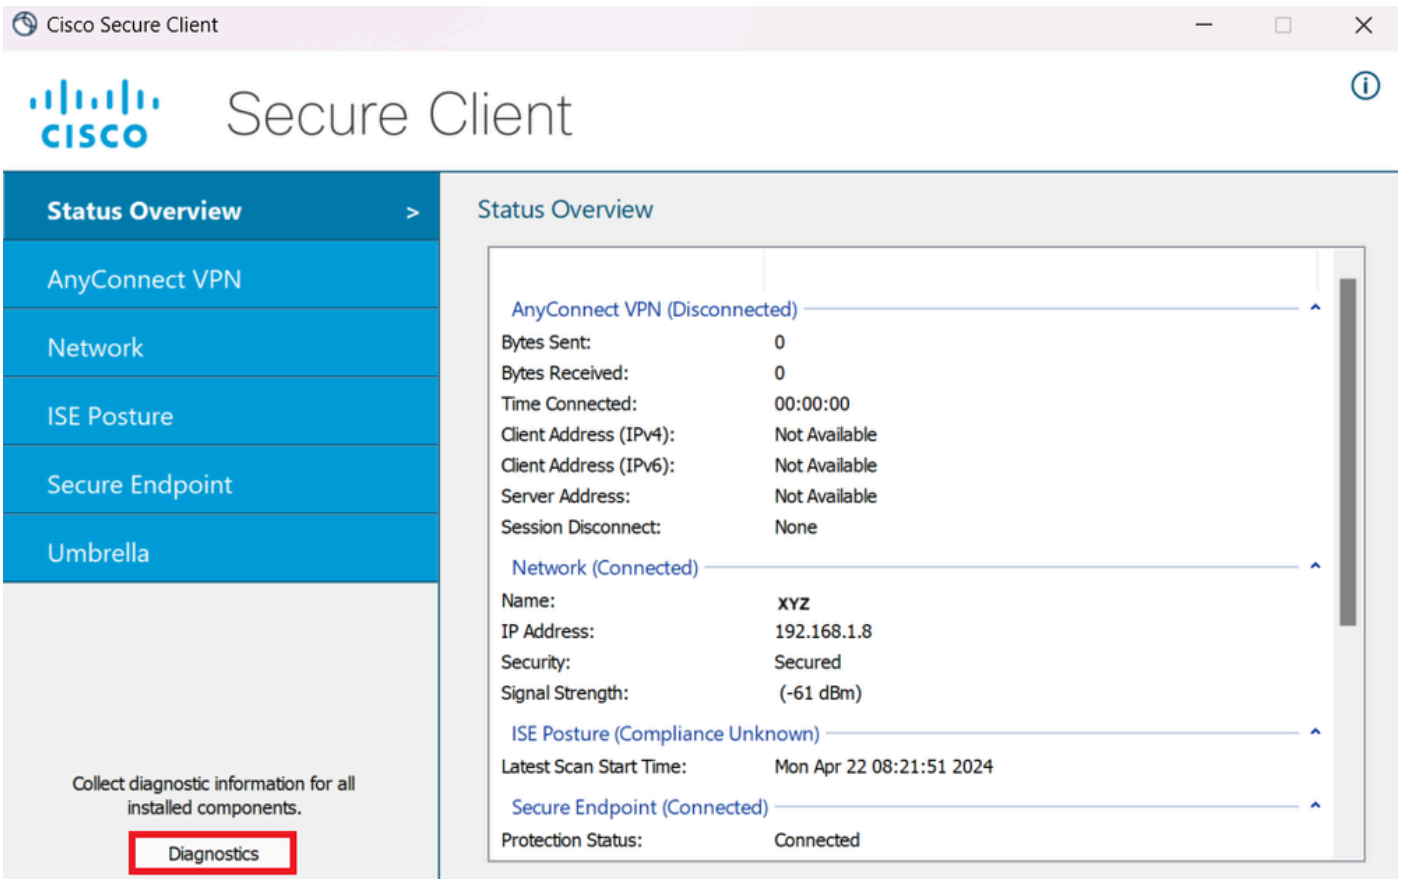 Cisco Secure Client
CISCO
Secure Client
Status Overview >
AnyConnect VPN
Network
ISE Posture
Secure Endpoint
Umbrella
Collect diagnostic information for all
installed components.
Diagnostics
Status Overview
AnyConnect VPN (Disconnected)
Bytes Sent: 0
Bytes Received: 0
Time Connected: 00:00:00
Client Address (IPv4): Not Available
Client Address (IPv6): Not Available
Server Address: Not Available
Session Disconnect: None
Network (Connected)
Name: XYZ
IP Address: 192.168.1.8
Security: Secured
Signal Strength: (-61 dBm)
ISE Posture (Compliance Unknown)
Latest Scan Start Time: Mon Apr 22 08:21:51 2024
Secure Endpoint (Connected)
Protection Status: Connected